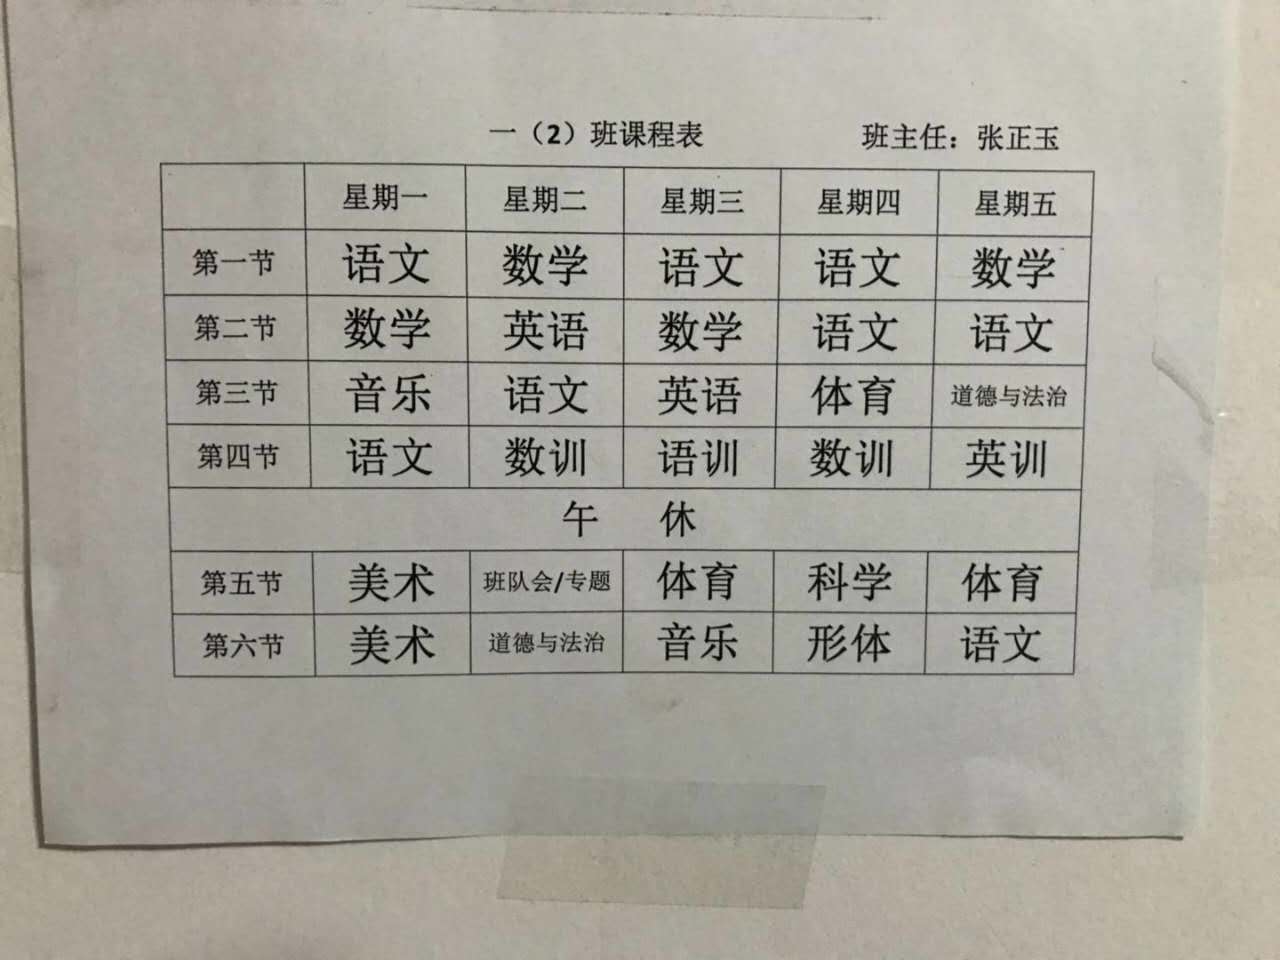 一（2）班课程表 班主任：张正玉
星期一 星期二 星期三 星期四 星期五
第一节 语文 数学 语文 语文 数学
第二节 数学 英语 数学 语文 语文
第三节 音乐 语文 英语 体育 道德与法治
第四节 语文 数训 语训 数训 英训
午 休
第五节 美术 班队会/专题 体育 科学 体育
第六节 美术 道德与法治 音乐 形体 语文